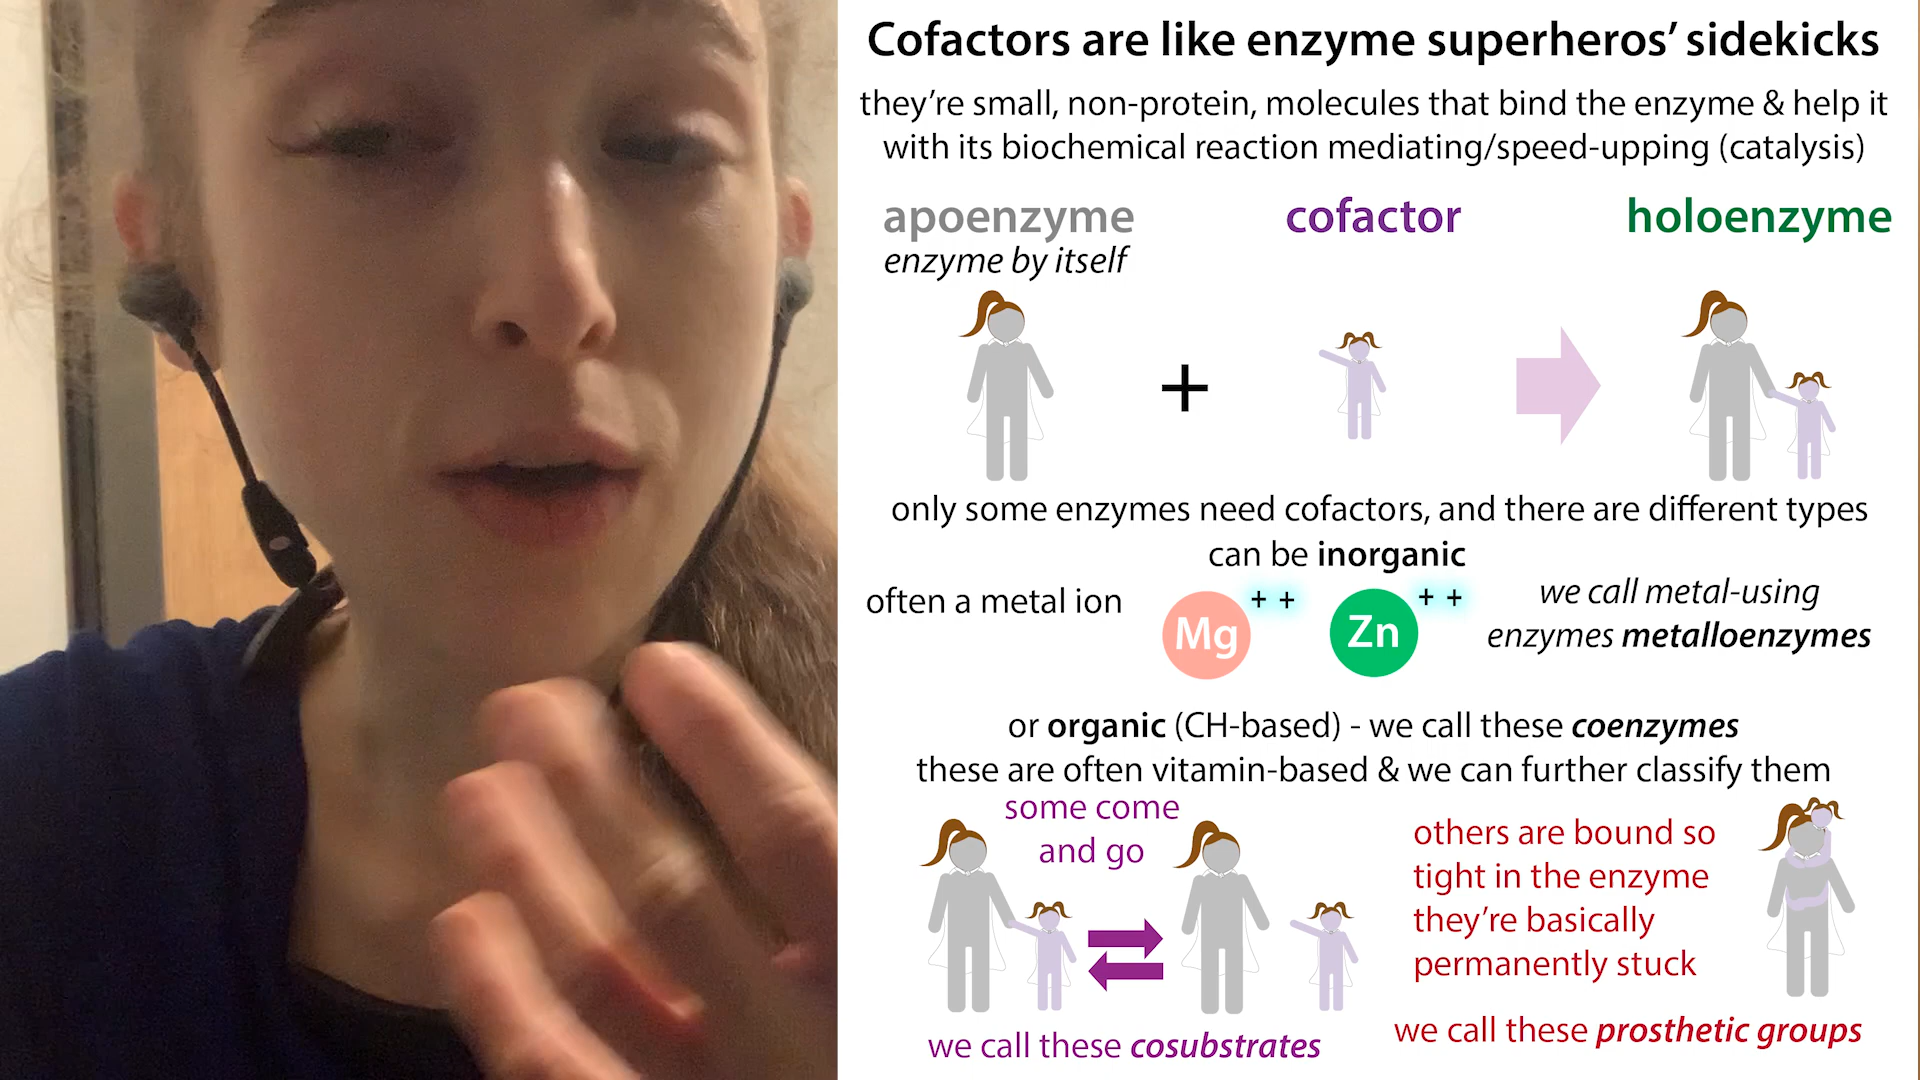 Cofactors are like enzyme superheros’ sidekicks
they’re small, non-protein, molecules that bind the enzyme & help it
with its biochemical reaction mediating/speed-upping (catalysis)
apoenzyme
enzyme by itself
+
cofactor
holoenzyme
only some enzymes need cofactors, and there are different types
can be inorganic
often a metal ion
Mg ++
Zn ++
we call metal-using
enzymes metalloenzymes
or organic (CH-based) - we call these coenzymes
these are often vitamin-based & we can further classify them
some come
and go
we call these cosubstrates
others are bound so
tight in the enzyme
they’re basically
permanently stuck
we call these prosthetic groups